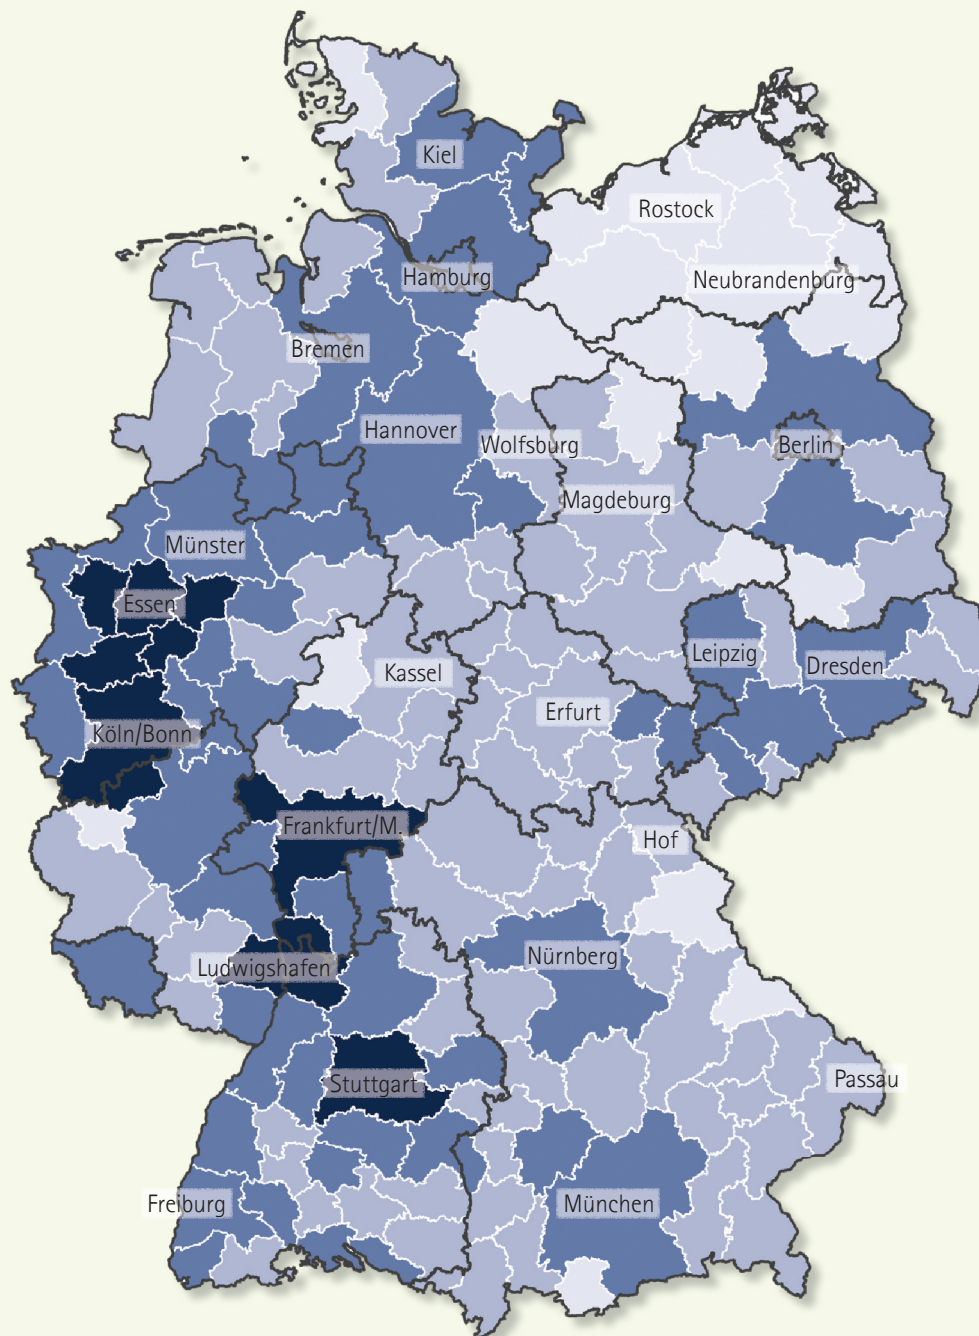 Kiel
Rostock
Hamburg
Neubrandenburg
Bremen
Hannover
Wolfsburg
Berlin
Magdeburg
Münster
Essen
Leipzig
Dresden
Kassel
Erfurt
Köln/Bonn
Frankfurt/M.
Hof
Nürnberg
Ludwigshafen
Passau
Stuttgart
Freiburg
München